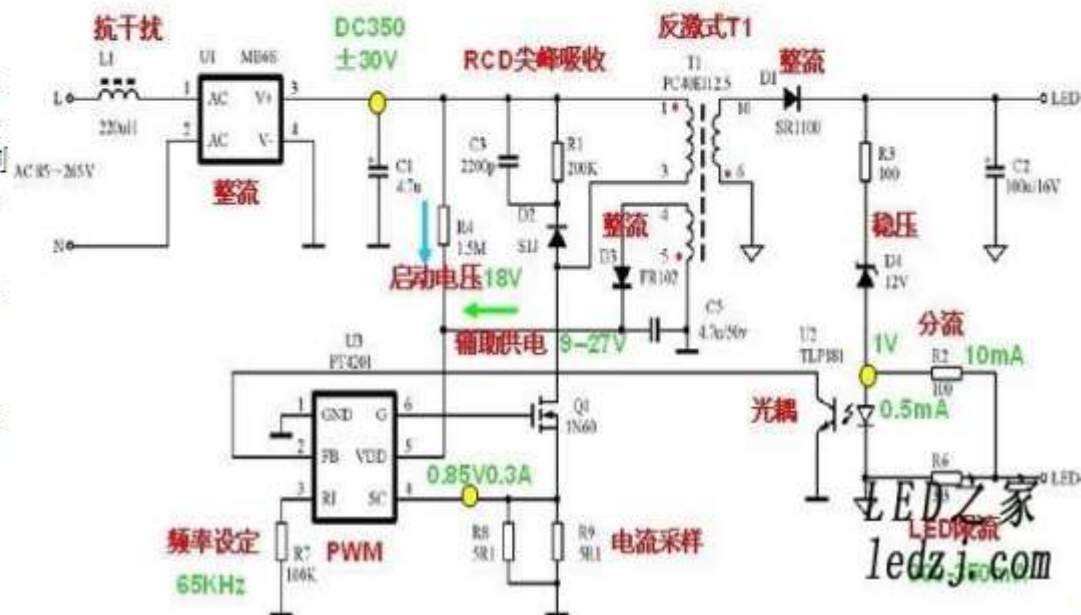 抗干扰
DC350
±30V
RCD尖峰吸收
反激式T1
整流
L1
U1 MB6S
T1
PC40EI12.5
D1
L
1
AC
V+
3
1
10
LED
220uH
2
AC
V-
4
SR1100
AC 85~265V
C1
4.7u
C3
2200p
R1
200K
3
6
R3
100
C2
100u/16V
整流
D2
S1J
整流
4
稳压
N
R4
1.5M
D3
FR102
5
D4
12V
启动电压18V
C5
4.7u/50v
辅助供电 9-27V
U3
PT4201
U2
TLP181
1V
分流
R2
10mA
100
1
GND
G
6
Q1
1N60
光耦
0.5mA
2
FB
VDD
5
0.85V0.3A
R6
LED
3
RI
SC
4
频率设定
R7
100K
PWM
R8
5R1
R9
5R1
电流采样
65KHz
LED之家
LED限流
ledzj.com